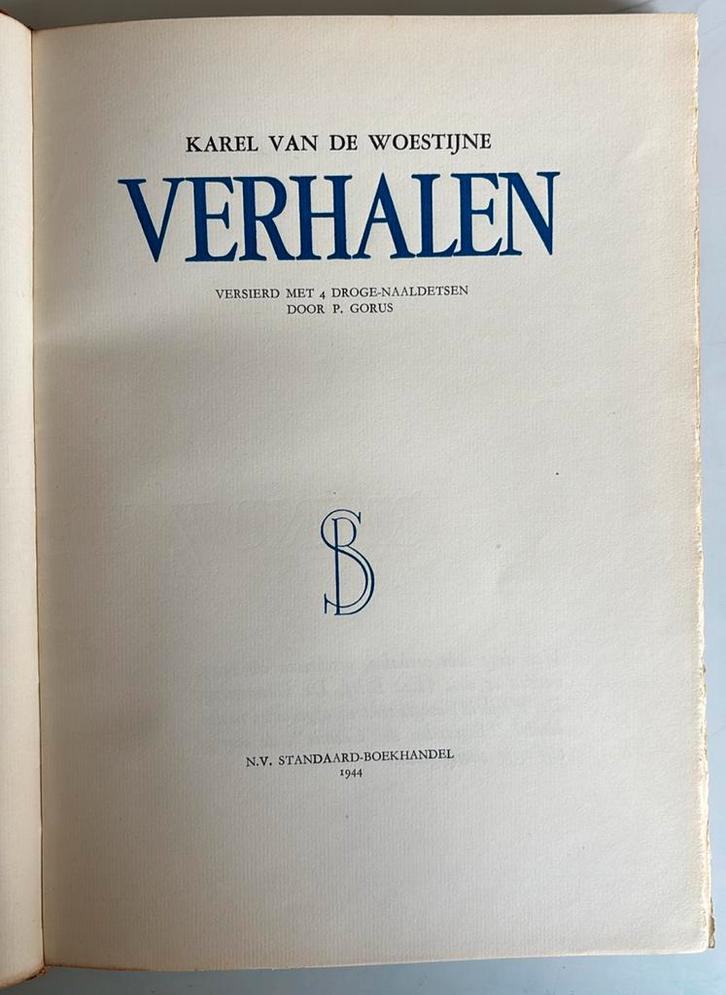 KAREL VAN DE WOESTIJNE
VERHALEN
VERSIERD MET 4 DROGE-NAALDETSEN
DOOR P. GORUS
SB
N.V. STANDAARD-BOEKHANDEL
1944